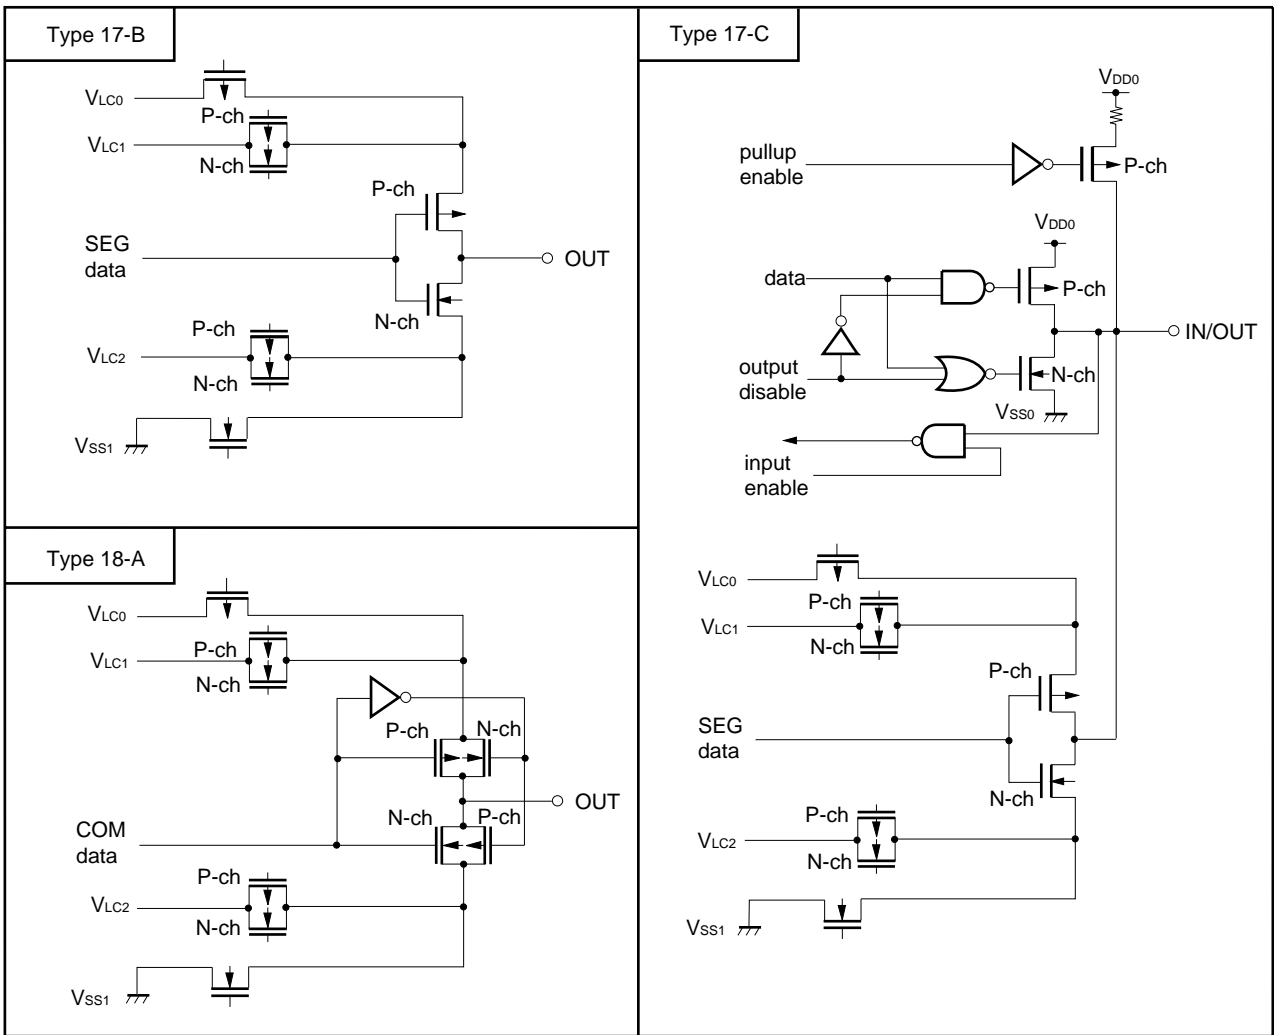 Type 17-B
VLC0
P-ch
VLC1
N-ch
P-ch
SEG
data
OUT
N-ch
P-ch
VLC2
N-ch
VSS1
Type 18-A
VLC0
P-ch
VLC1
N-ch
P-ch
N-ch
OUT
N-ch
P-ch
COM
data
P-ch
VLC2
N-ch
VSS1
Type 17-C
VDD0
pullup
enable
P-ch
VDD0
data
P-ch
IN/OUT
output
disable
N-ch
VSS0
input
enable
VLC0
P-ch
VLC1
N-ch
P-ch
SEG
data
N-ch
P-ch
VLC2
N-ch
VSS1